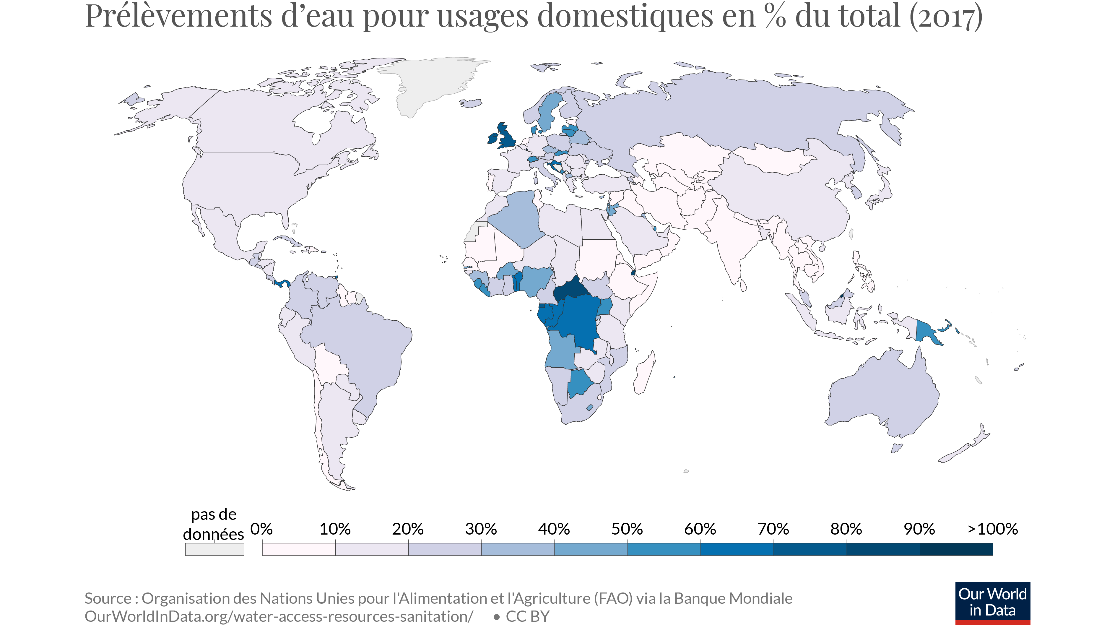 Prélèvements d’eau pour usages domestiques en % du total (2017)
pas de
données
0% 10% 20% 30% 40% 50% 60% 70% 80% 90% >100%
Source : Organisation des Nations Unies pour l'Alimentation et l'Agriculture (FAO) via la Banque Mondiale
OurWorldInData.org/water-access-resources-sanitation/ • CC BY
Our World
in Data